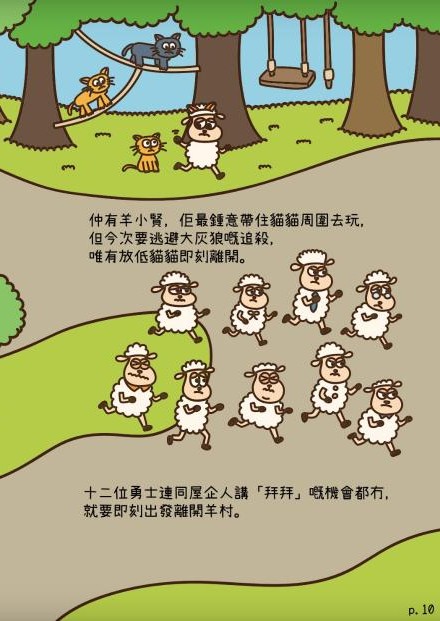 仲有羊小腎，佢最鍾意帶住貓貓周圍去玩，
但今次要逃避大灰狼嘅追殺，
唯有放低貓貓即刻離開。
十二位勇士連同屋企人講「拜拜」嘅機會都冇，
就要即刻出發離開羊村。
p.10